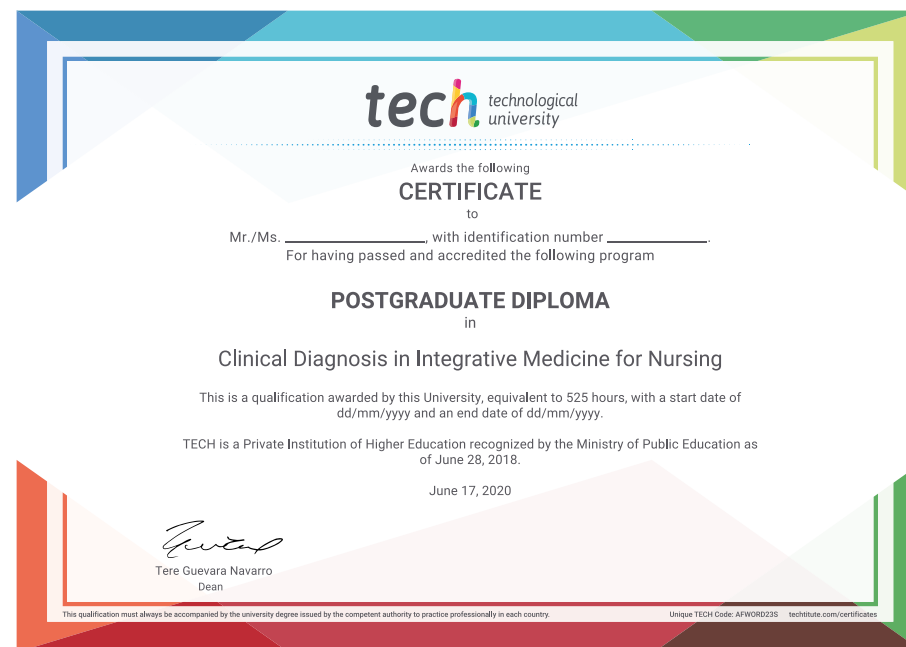 tech technological
university
Awards the following
CERTIFICATE
to
Mr./Ms. ____________________, with identification number ______________.
For having passed and accredited the following program
POSTGRADUATE DIPLOMA
in
Clinical Diagnosis in Integrative Medicine for Nursing
This is a qualification awarded by this University, equivalent to 525 hours, with a start date of
dd/mm/yyyy and an end date of dd/mm/yyyy.
TECH is a Private Institution of Higher Education recognized by the Ministry of Public Education as
of June 28, 2018.
June 17, 2020
Tere Guevara Navarro
Dean
This qualification must always be accompanied by the university degree issued by the competent authority to practice professionally in each country.
Unique TECH Code: AFWORD23S techtitute.com/certificates